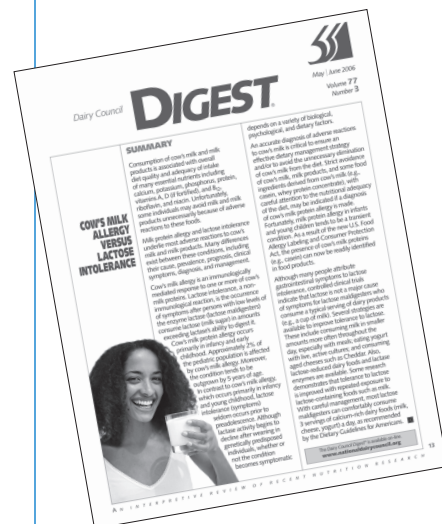 Dairy Council DIGEST®
May | June 2006
Volume 77
Number 3
COW'S MILK
ALLERGY
VERSUS
LACTOSE
INTOLERANCE
SUMMARY
Consumption of cow's milk and milk
products is associated with overall
diet quality and adequacy of intake
of many essential nutrients including
calcium, potassium, phosphorus, protein,
vitamins A, D (if fortified), and B12,
riboflavin, and niacin. Unfortunately,
some individuals may avoid milk and milk
products unnecessarily because of adverse
reactions to these foods.
Milk protein allergy and lactose intolerance
underlie most adverse reactions to cow's
milk and milk products. Many differences
exist between these conditions, including
their cause, prevalence, prognosis, clinical
symptoms, diagnosis, and management.
Cow's milk allergy is an immunologically
mediated response to one or more of cow's
milk proteins. Lactose intolerance, a non-
immunological reaction, is the occurrence
of symptoms after persons with low levels of
the enzyme lactase (lactase maldigesters)
consume lactose (milk sugar) in amounts
exceeding lactase's ability to digest it.
Cow's milk protein allergy occurs
primarily in infancy and early
childhood. Approximately 2% of
the pediatric population is affected
by cow's milk allergy. Moreover,
the condition tends to be
outgrown by 5 years of age.
In contrast to cow's milk allergy,
which occurs primarily in infancy
and young childhood, lactose
intolerance (symptoms)
seldom occurs prior to
preadolescence. Although
lactase activity begins to
decline after weaning in
genetically predisposed
individuals, whether or
not the condition
becomes symptomatic
depends on a variety of biological,
psychological, and dietary factors.
An accurate diagnosis of adverse reactions
to cow's milk is critical to ensure an
effective dietary management strategy
and/or to avoid the unnecessary elimination
of cow's milk from the diet. Strict avoidance
of cow's milk, milk products, and some food
ingredients derived from cow's milk (e.g.,
casein, whey protein concentrate), with
careful attention to the nutritional adequacy
of the diet, may be indicated if a diagnosis
of cow's milk protein allergy is made.
Fortunately, milk protein allergy in infants
and young children tends to be a transient
condition. As a result of the new U.S. Food
Allergy Labeling and Consumer Protection
Act, the presence of cow's milk proteins
(e.g., casein) can now be readily identified
in food products.
Although many people attribute
gastrointestinal symptoms to lactose
intolerance, controlled clinical trials
indicate that lactose is not a major cause
of symptoms for lactose maldigesters who
consume a typical serving of dairy products
(e.g., a cup of milk). Several strategies are
available to improve tolerance to lactose.
These include consuming milk in smaller
amounts more often throughout the
day, especially with meals, eating yogurt
with live, active cultures, and consuming
aged cheeses such as Cheddar. Also,
lactose-reduced dairy foods and lactase
enzymes are available. Some research
demonstrates that tolerance to lactose
is improved with repeated exposure to
lactose-containing foods such as milk.
With careful management, most lactose
maldigesters can comfortably consume
3 servings of calcium-rich dairy foods (milk,
cheese, yogurt) a day, as recommended
by the Dietary Guidelines for Americans.
The Dairy Council Digest® is available on-line.
www.nationaldairycouncil.org
13
AN INTERPRETIVE REVIEW OF RECENT NUTRITION RESEARCH